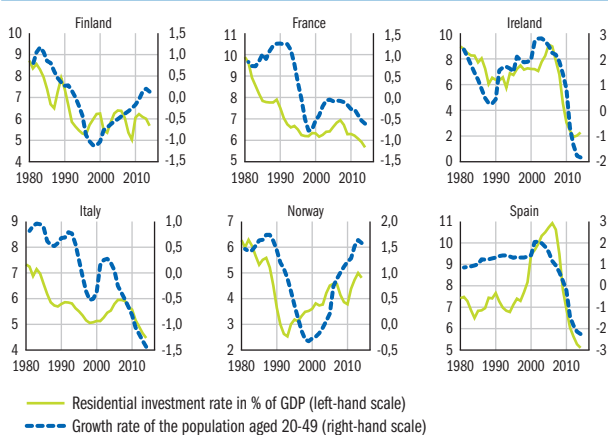 Finland
10 9 8 7 6 5 4
1,5 1,0 0,5 0,0 -0,5 -1,0 -1,5
1980 1990 2000 2010
France
11 10 9 8 7 6 5
1,5 1,0 0,5 0,0 -0,5 -1,0 -1,5
1980 1990 2000 2010
Ireland
10 8 6 4 2 0
3 2 1 0 -1 -2
1980 1990 2000 2010
Italy
9 8 7 6 5 4
1,0 0,5 0,0 -0,5 -1,0 -1,5
1980 1990 2000 2010
Norway
7 6 5 4 3 2
2,0 1,5 1,0 0,5 0,0 -0,5
1980 1990 2000 2010
Spain
11 10 9 8 7 6 5
3 2 1 0 -1 -2 -3
1980 1990 2000 2010
Residential investment rate in % of GDP (left-hand scale)
Growth rate of the population aged 20-49 (right-hand scale)